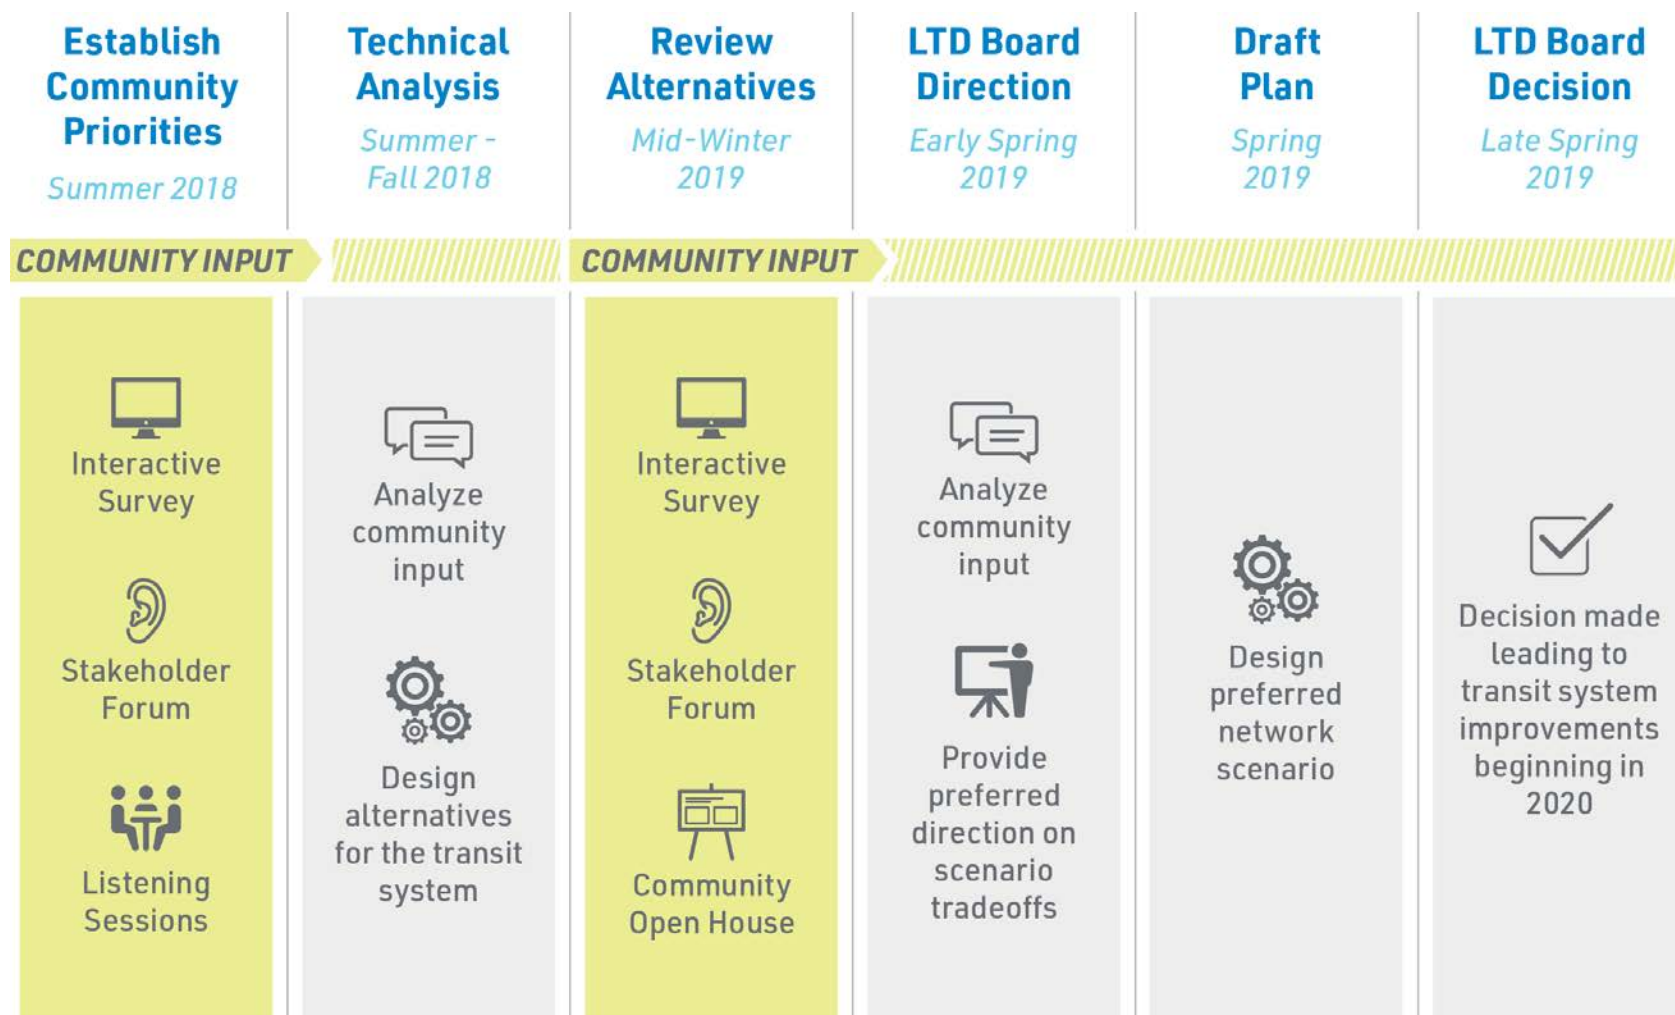 Establish
Community
Priorities
Summer 2018
Technical
Analysis
Summer -
Fall 2018
Review
Alternatives
Mid-Winter
2019
LTD Board
Direction
Early Spring
2019
Draft
Plan
Spring
2019
LTD Board
Decision
Late Spring
2019
COMMUNITY INPUT
COMMUNITY INPUT
Interactive
Survey
Stakeholder
Forum
Listening
Sessions
Analyze
community
input
Design
alternatives
for the transit
system
Interactive
Survey
Stakeholder
Forum
Community
Open House
Analyze
community
input
Provide
preferred
direction on
scenario
tradeoffs
Design
preferred
network
scenario
Decision made
leading to
transit system
improvements
beginning in
2020